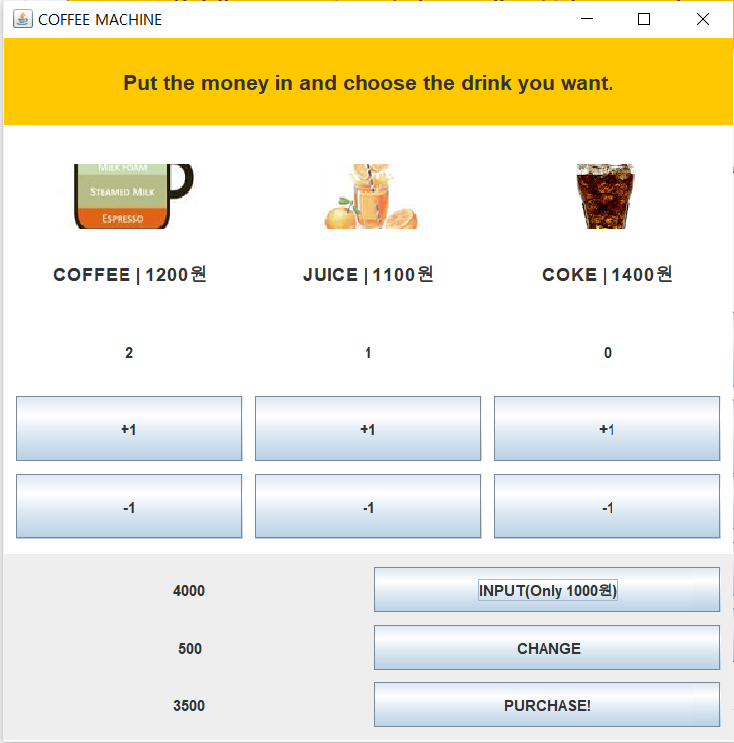 COFFEE MACHINE
Put the money in and choose the drink you want.
MILK FOAM
STEAMED MILK
ESPRESSO
COFFEE | 1200원
JUICE | 1100원
COKE | 1400원
2
1
0
+1
+1
+1
-1
-1
-1
4000
INPUT(Only 1000원)
500
CHANGE
3500
PURCHASE!